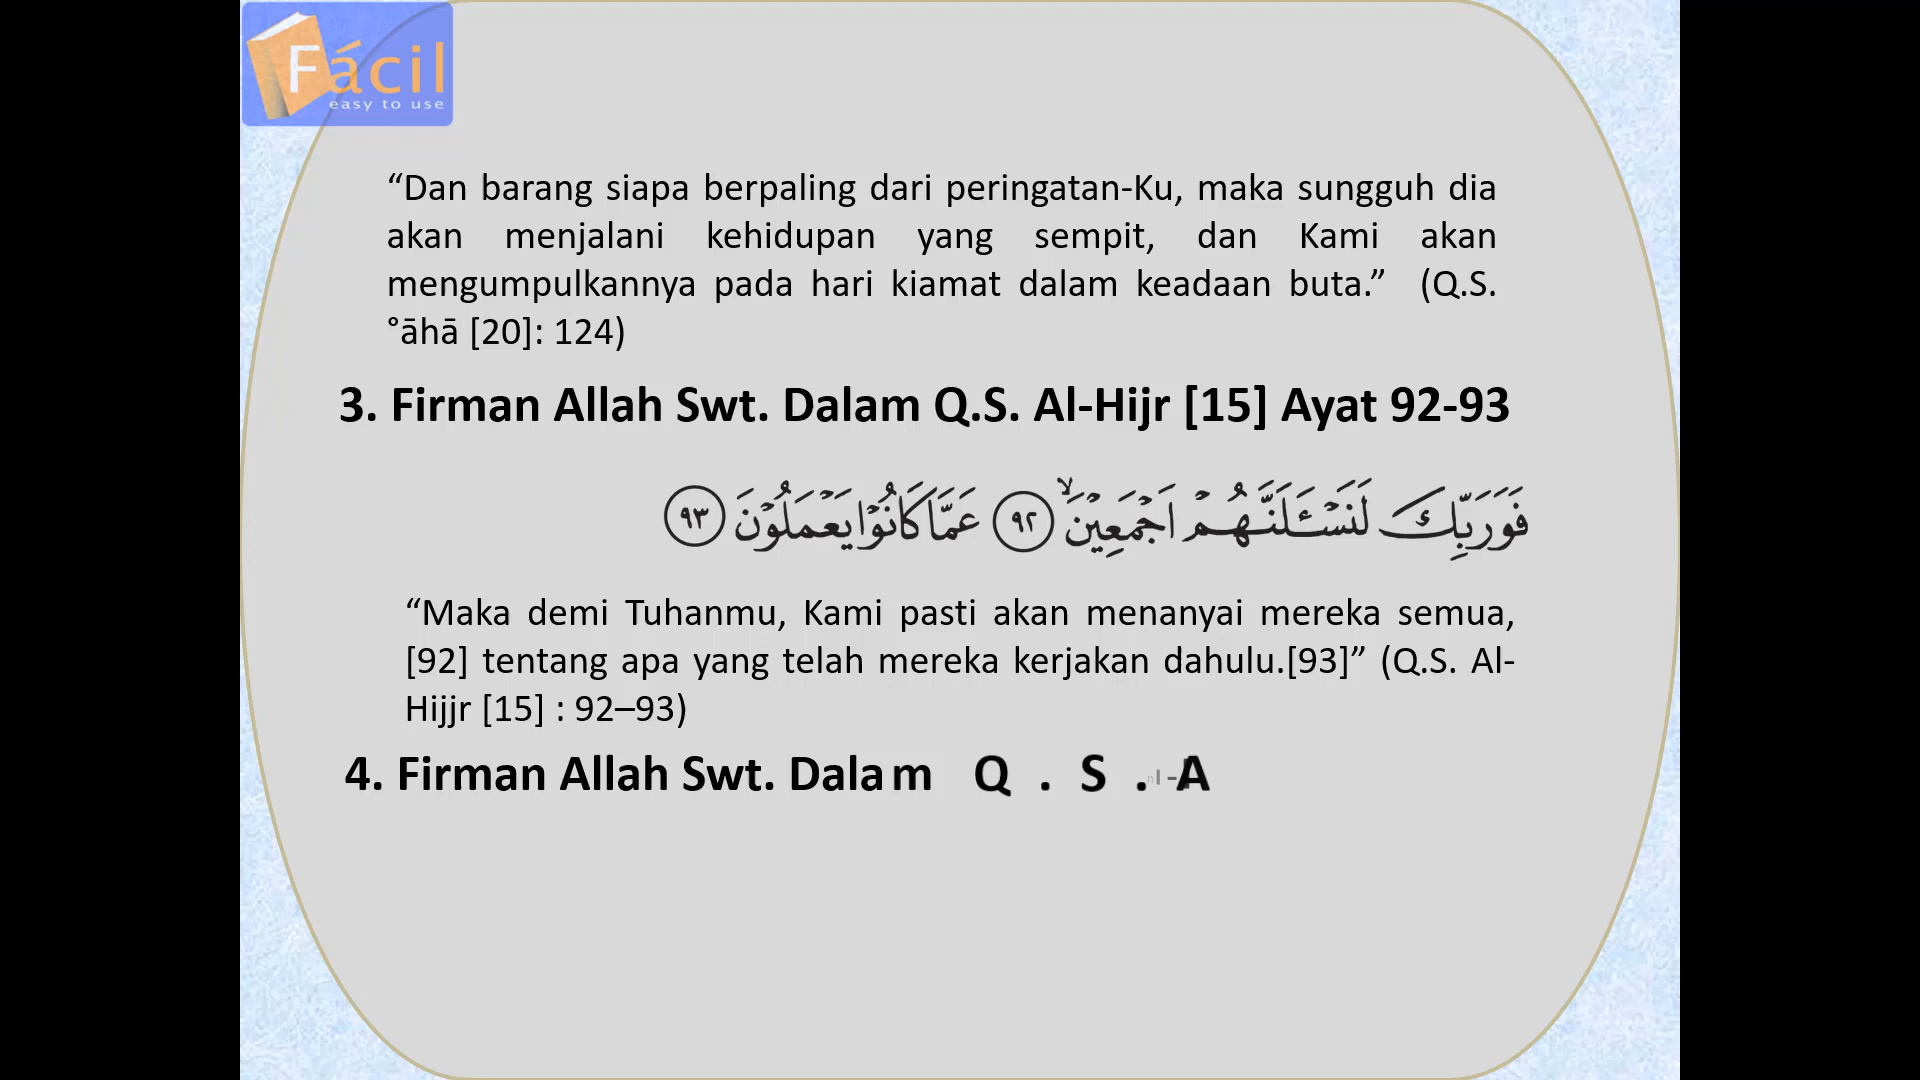 Fácil
easy to use
“Dan barang siapa berpaling dari peringatan-Ku, maka sungguh dia
akan menjalani kehidupan yang sempit, dan Kami akan
mengumpulkannya pada hari kiamat dalam keadaan buta.” (Q.S.
°āhā [20]: 124)
3. Firman Allah Swt. Dalam Q.S. Al-Hijr [15] Ayat 92-93
فَوَرَبِّكَ لَنَسْـَٔلَنَّهُمْ اَجْمَعِيْنَۙ ٩٢ عَمَّا كَانُوْا يَعْمَلُوْنَ ٩٣
“Maka demi Tuhanmu, Kami pasti akan menanyai mereka semua,
[92] tentang apa yang telah mereka kerjakan dahulu.[93]” (Q.S. Al-
Hijjr [15] : 92–93)
4. Firman Allah Swt. Dalam Q . S . A